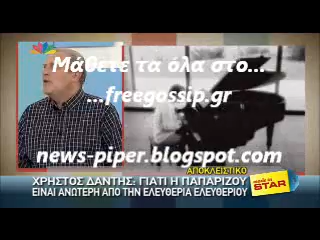 Μάθετε τα όλα στο...
...freegossip.gr
news-piper.blogspot.com
ΑΠΟΚΛΕΙΣΤΙΚΟ
ΧΡΗΣΤΟΣ ΔΑΝΤΗΣ: ΓΙΑΤΙ Η ΠΑΠΑΡΙΖΟΥ
ΕΙΝΑΙ ΑΝΩΤΕΡΗ ΑΠΟ ΤΗΝ ΕΛΕΥΘΕΡΙΑ ΕΛΕΥΘΕΡΙΟΥ
STAR